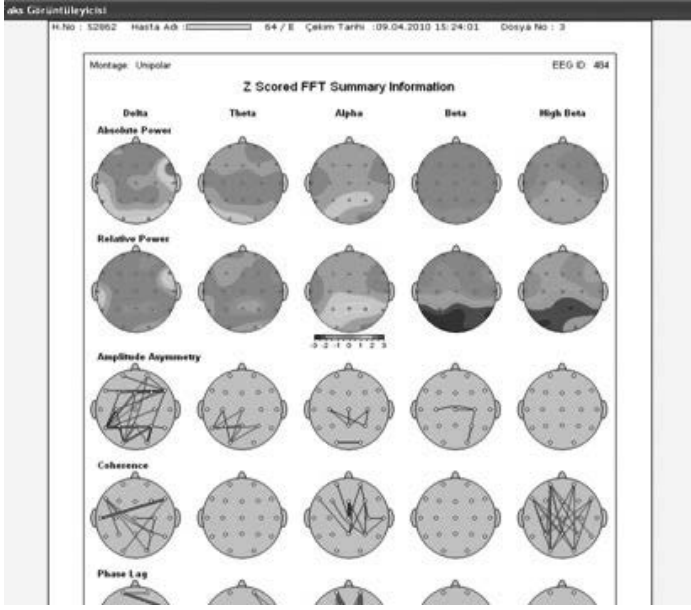 aks Görüntüleyicisi
H.No : 52862 Hasta Adı : 64 / E Çekim Tarihi :09.04.2010 15:24:01 Dosya No : 3
Montage: Unipolar EEG ID: 484
Z Scored FFT Summary Information
Delta Theta Alpha Beta High Beta
Absolute Power
Relative Power
-3 -2 -1 0 1 2 3
Amplitude Asymmetry
Coherence
Phase Lag